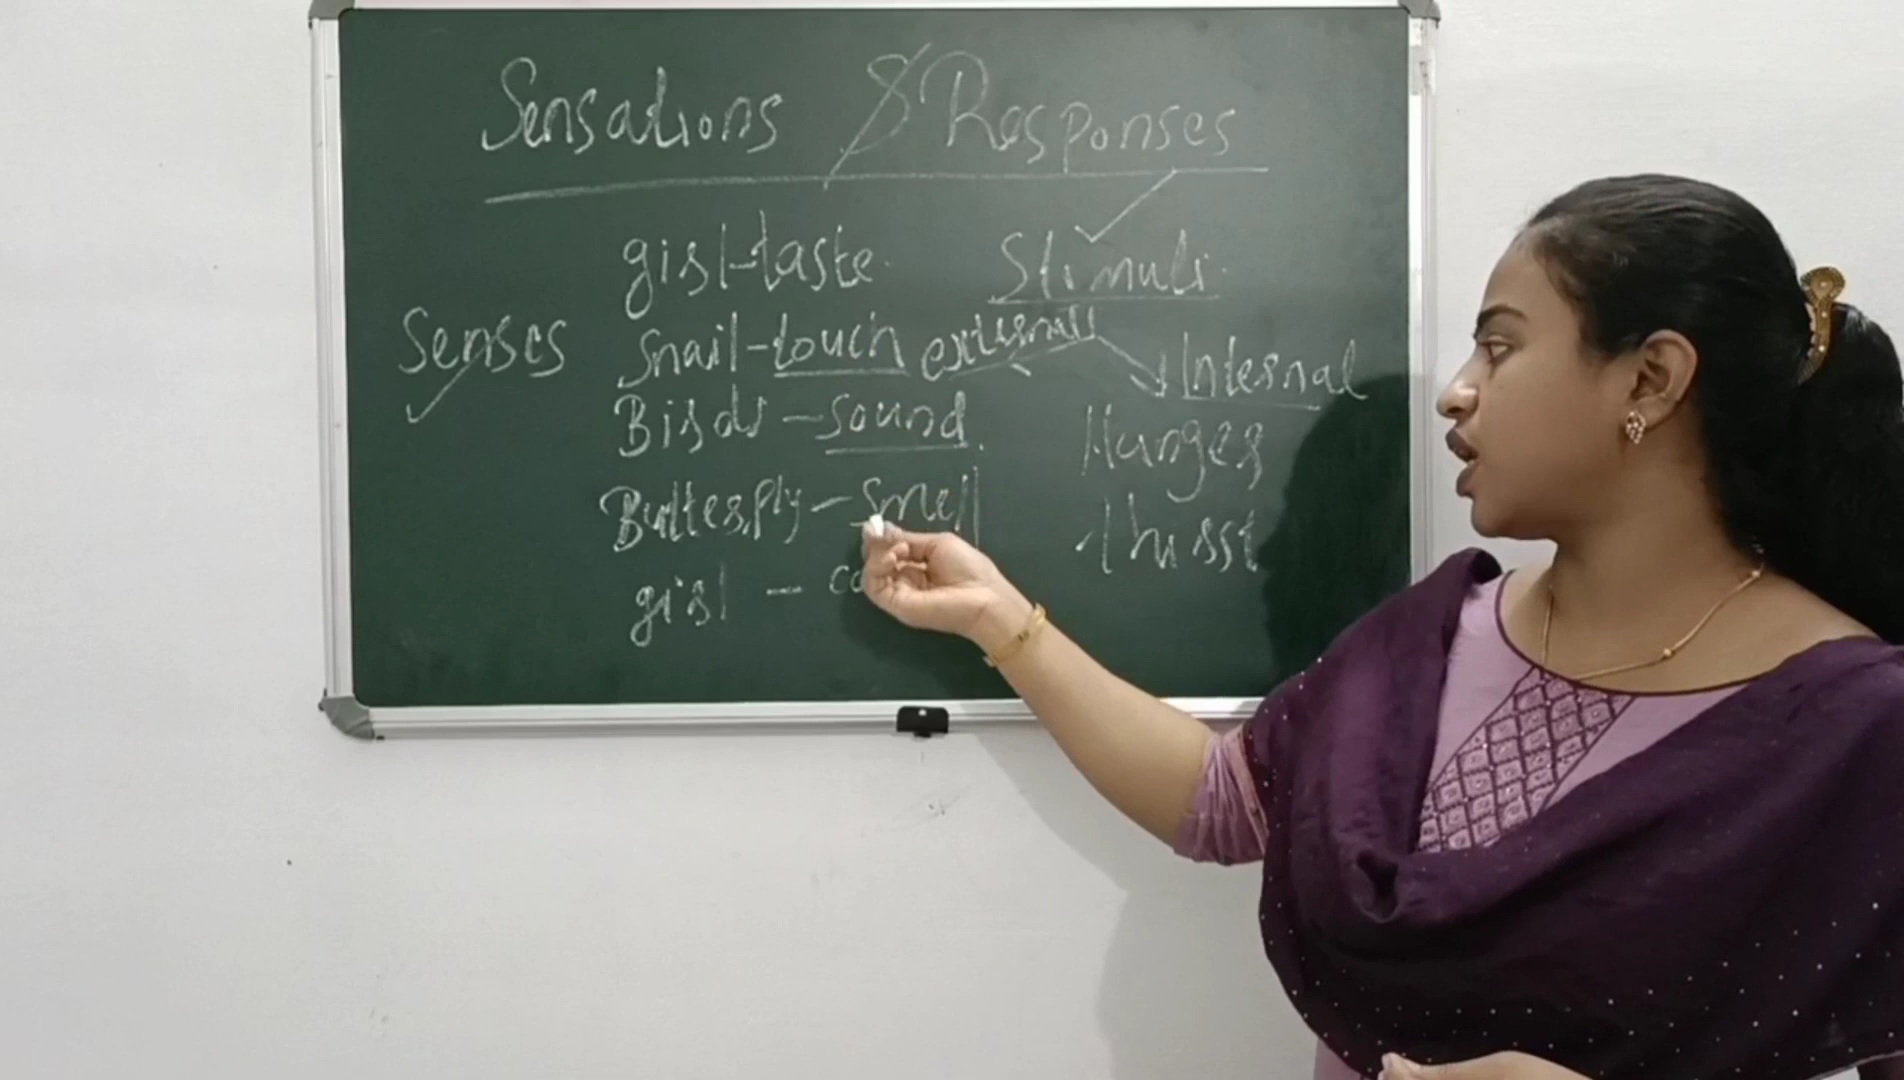 Sensations & Responses
girl-taste.
Stimuli.
Senses
Snail-touch
external
Internal
Birds - sound.
Hunger
Butterfly - Smell
thirst
girl -